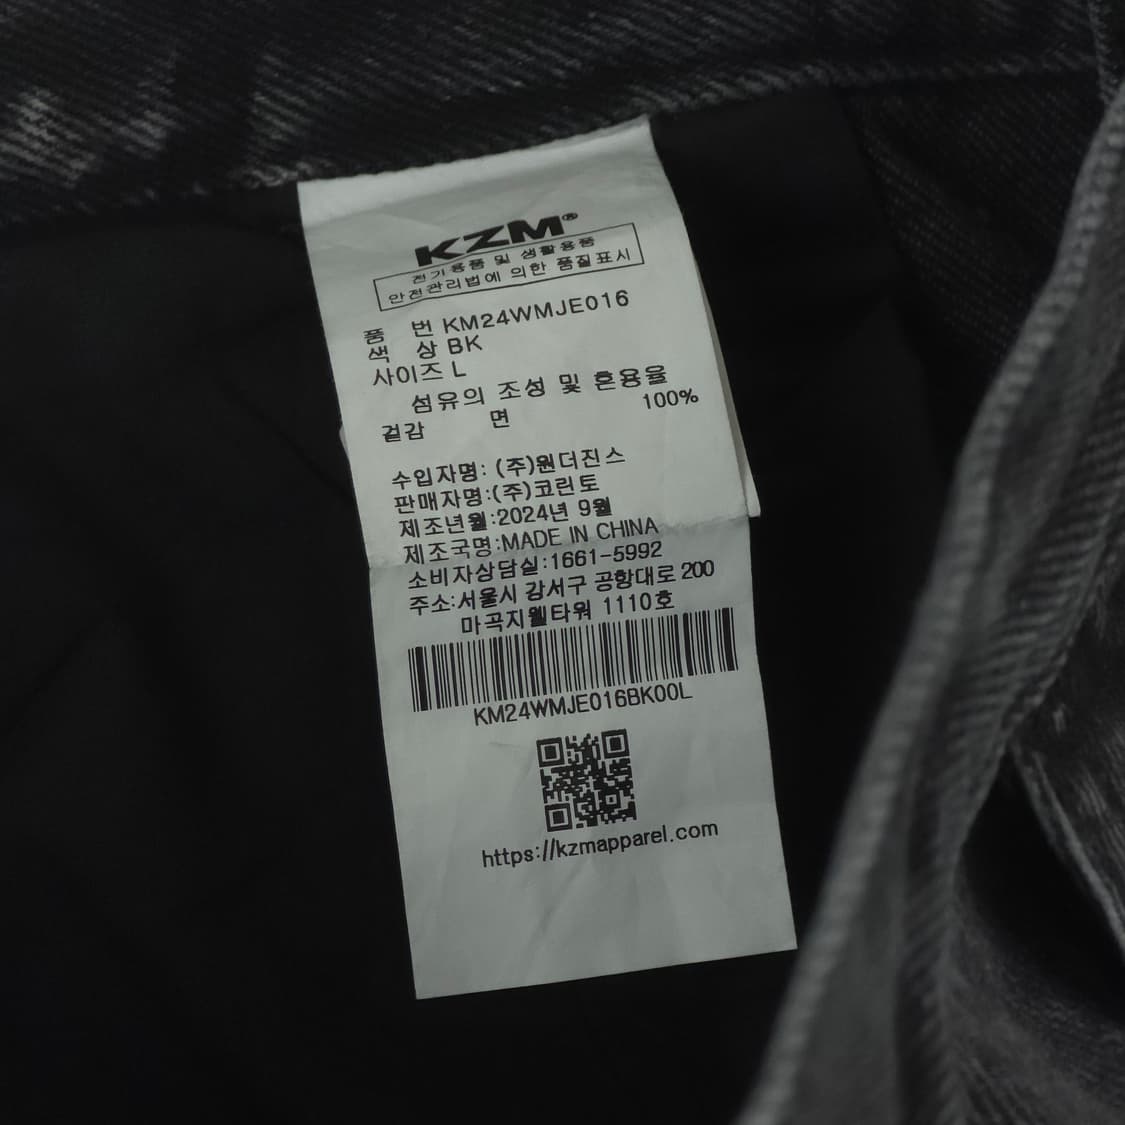 KZM®
전기용품 및 생활용품
안전관리법에 의한 품질표시
품 번 KM24WMJE016
색 상 BK
사이즈 L
섬유의 조성 및 혼용율
겉감 면 100%
수입자명: (주)원더진스
판매자명:(주)코린토
제조년월:2024년 9월
제조국명:MADE IN CHINA
소비자상담실:1661-5992
주소:서울시 강서구 공항대로 200
마곡지웰타워 1110호
KM24WMJE016BK00L
https://kzmapparel.com